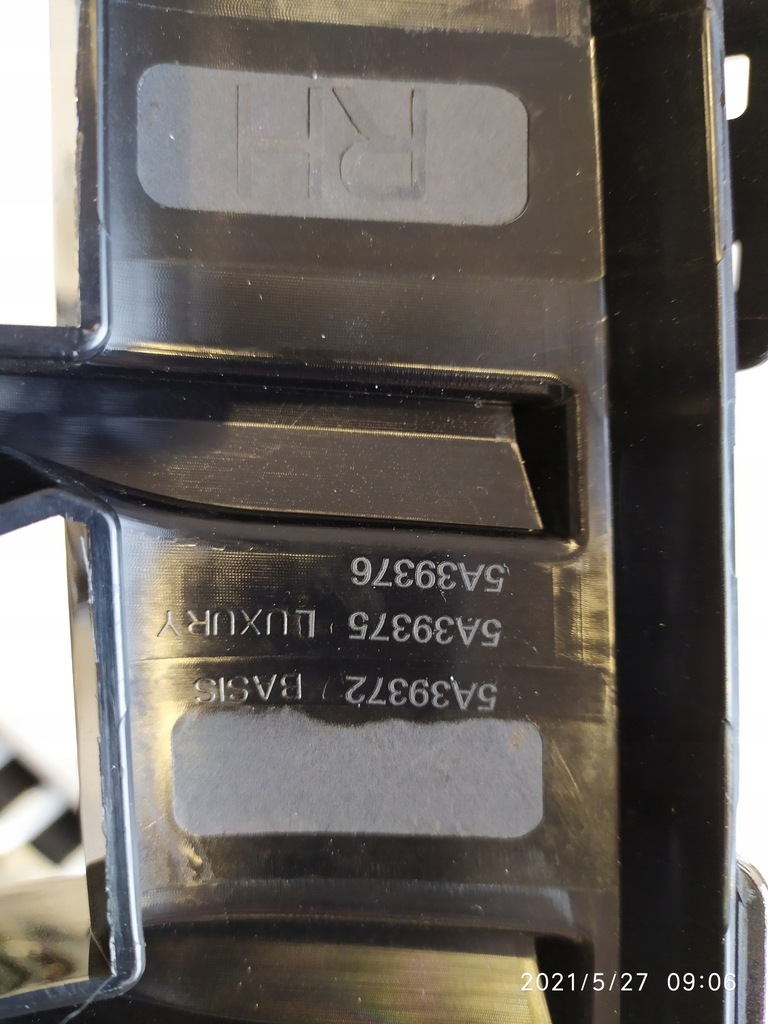 5A39372 / BASIS
5A39375 LUXURY
5A39376
RH
2021/5/27 09:06